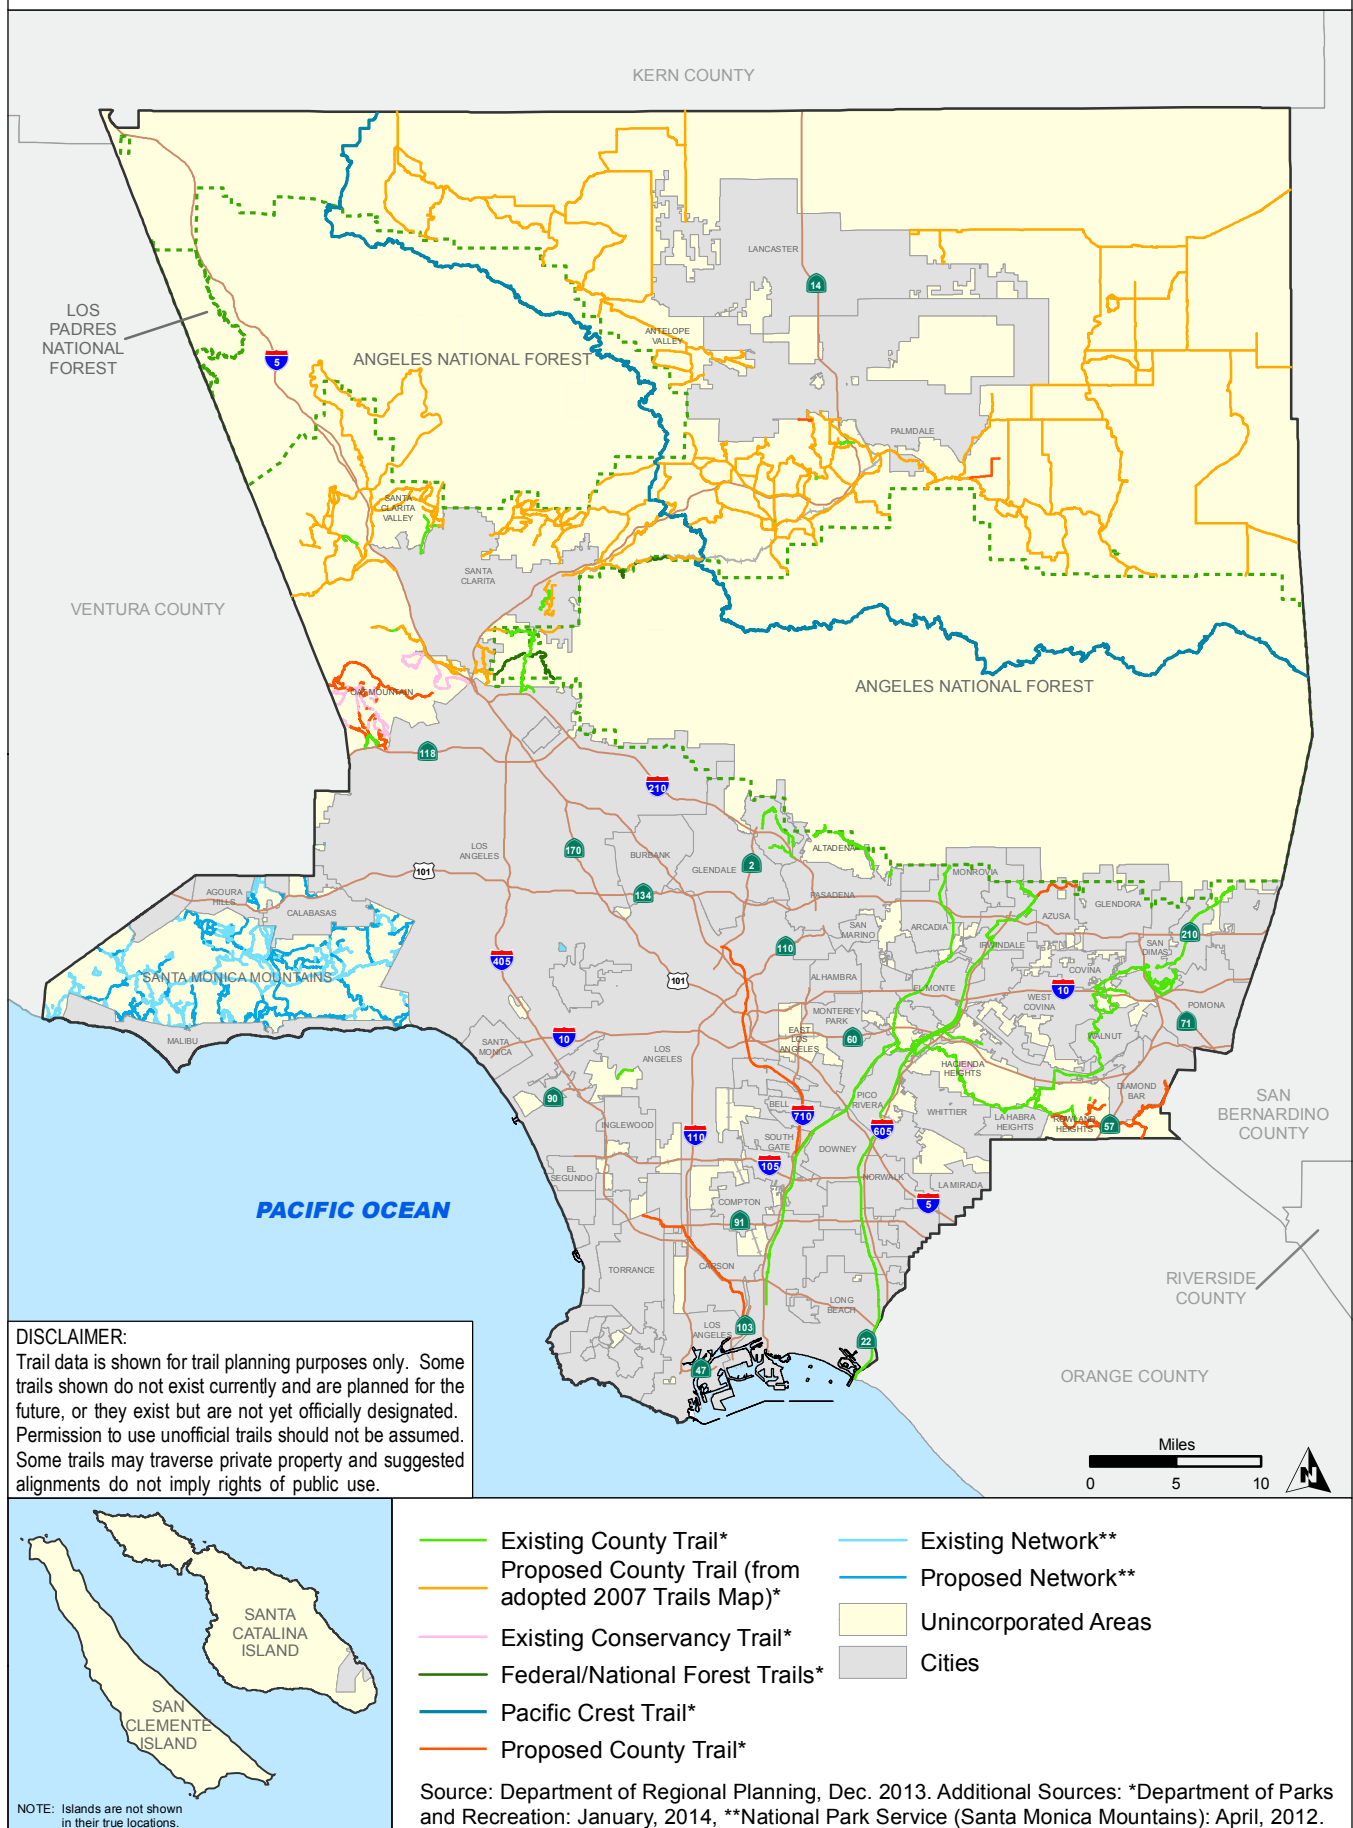 KERN COUNTY
LANCASTER
14
LOS
PADRES
NATIONAL
FOREST
5
ANGELES NATIONAL FOREST
ANTELOPE
VALLEY
PALMDALE
SANTA
CLARITA
VALLEY
SANTA
CLARITA
VENTURA COUNTY
OAT MOUNTAIN
ANGELES NATIONAL FOREST
118
210
LOS
ANGELES
170
BURBANK
GLENDALE
2
ALTADENA
MONROVIA
101
134
PASADENA
AGOURA
HILLS
CALABASAS
SAN
MARINO
ARCADIA
AZUSA
GLENDORA
110
IRWINDALE
SAN
DIMAS
210
405
101
ALHAMBRA
COVINA
SANTA MONICA MOUNTAINS
EL MONTE
WEST
COVINA
10
POMONA
MONTEREY
PARK
71
MALIBU
SANTA
MONICA
10
LOS
ANGELES
EAST
LOS
ANGELES
60
WALNUT
HACIENDA
HEIGHTS
90
BELL
PICO
RIVERA
DIAMOND
BAR
SAN
BERNARDINO
COUNTY
INGLEWOOD
710
WHITTIER
LA HABRA
HEIGHTS
ROWLAND
HEIGHTS
57
110
SOUTH
GATE
605
DOWNEY
EL
SEGUNDO
105
NORWALK
LA MIRADA
PACIFIC OCEAN
COMPTON
91
5
TORRANCE
CARSON
RIVERSIDE
COUNTY
LONG
BEACH
LOS
ANGELES
103
22
47
ORANGE COUNTY
DISCLAIMER:
Trail data is shown for trail planning purposes only. Some
trails shown do not exist currently and are planned for the
future, or they exist but are not yet officially designated.
Permission to use unofficial trails should not be assumed.
Some trails may traverse private property and suggested
alignments do not imply rights of public use.
Miles
0 5 10
N
SANTA
CATALINA
ISLAND
SAN
CLEMENTE
ISLAND
NOTE: Islands are not shown
in their true locations.
Existing County Trail*
Proposed County Trail (from
adopted 2007 Trails Map)*
Existing Conservancy Trail*
Federal/National Forest Trails*
Pacific Crest Trail*
Proposed County Trail*
Existing Network**
Proposed Network**
Unincorporated Areas
Cities
Source: Department of Regional Planning, Dec. 2013. Additional Sources: *Department of Parks
and Recreation: January, 2014, **National Park Service (Santa Monica Mountains): April, 2012.